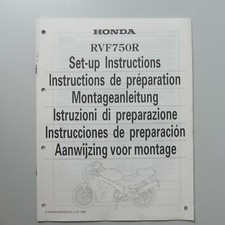 HONDA
RVF750R
Set-up Instructions
Instructions de préparation
Montageanleitung
Istruzioni di preparazione
Instrucciones de preparación
Aanwijzing voor montage
R